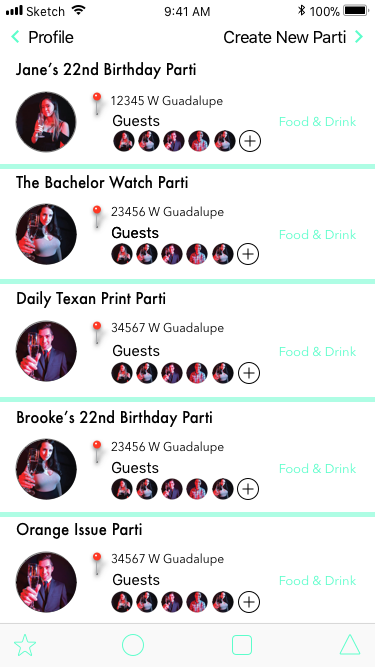 Sketch 9:41 AM 100%
Profile Create New Parti
Jane's 22nd Birthday Parti
12345 W Guadalupe
Guests
Food & Drink
The Bachelor Watch Parti
23456 W Guadalupe
Guests
Food & Drink
Daily Texan Print Parti
34567 W Guadalupe
Guests
Food & Drink
Brooke's 22nd Birthday Parti
23456 W Guadalupe
Guests
Food & Drink
Orange Issue Parti
34567 W Guadalupe
Guests
Food & Drink